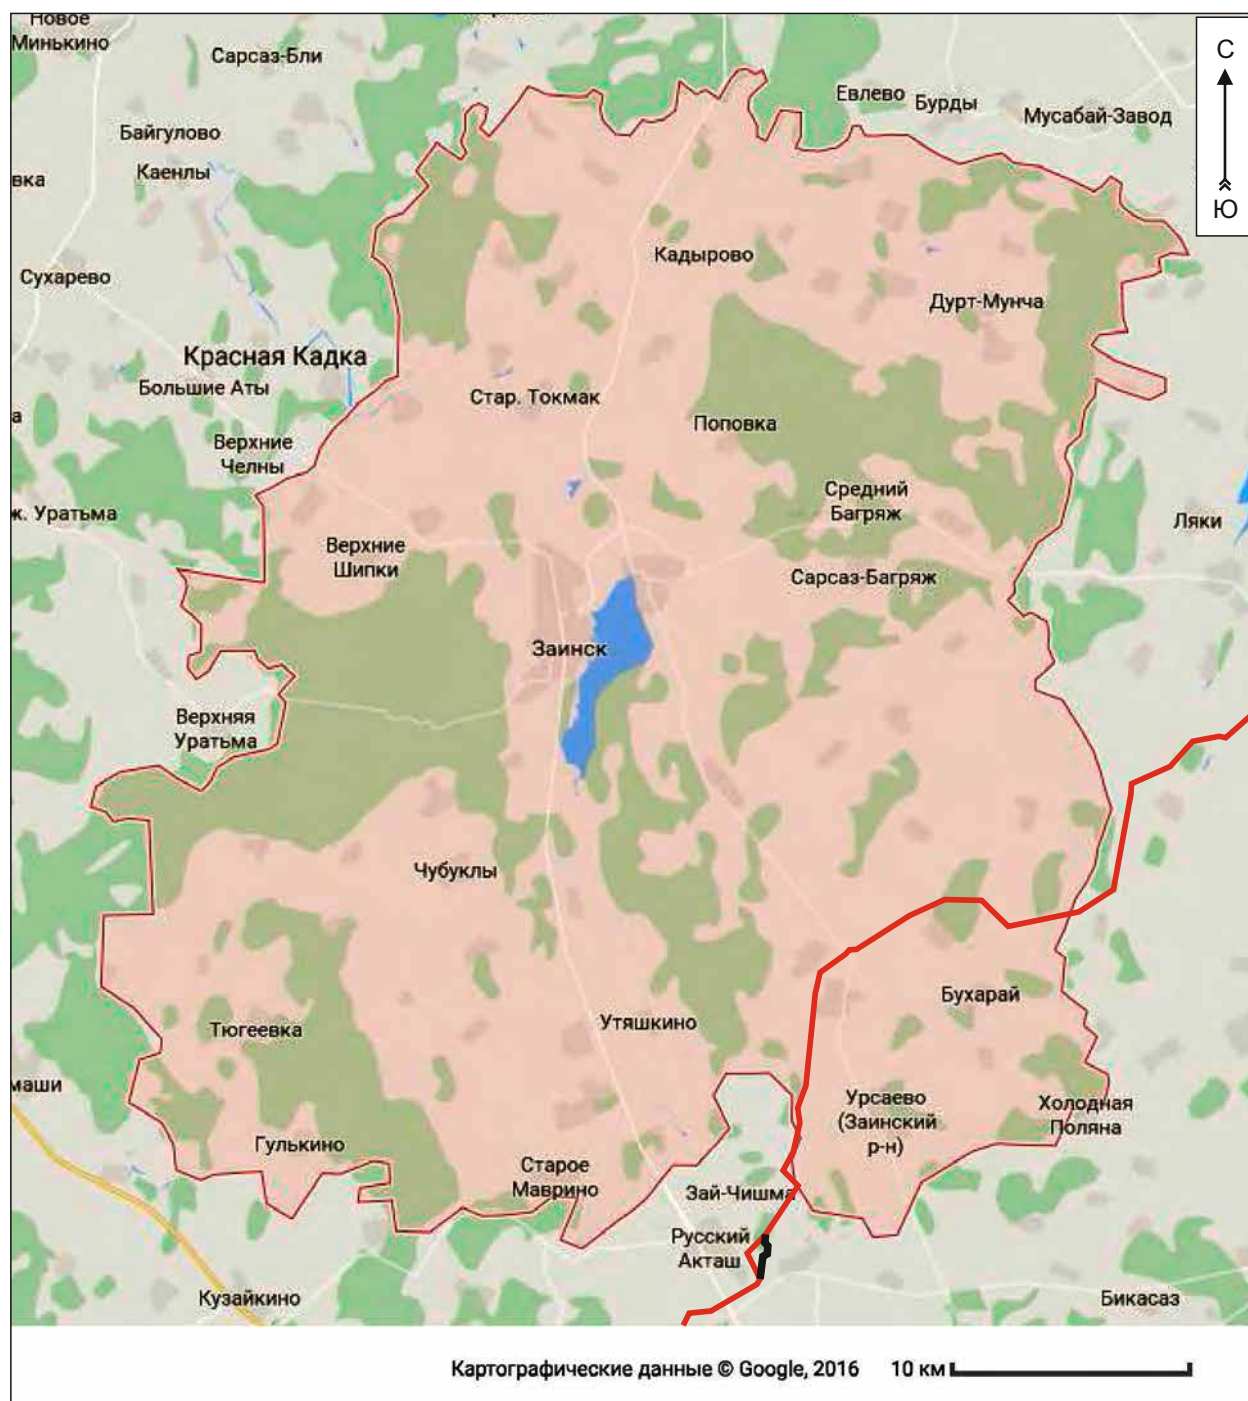 Новое
Минькино
Сарсаз-Бли
С
Евлево
Бурды
Мусабай-Завод
Байгулово
Каенлы
вка
Ю
Кадырово
Сухарево
Дурт-Мунча
Красная Кадка
Большие Аты
Стар. Токмак
а
Поповка
Верхние
Челны
Средний
Багряж
ж. Уратьма
Ляки
Верхние
Шипки
Сарсаз-Багряж
Заинск
Верхняя
Уратьма
Чубуклы
Бухарай
Тюгеевка
Утяшкино
маши
Урсаево
(Заинский
р-н)
Холодная
Поляна
Гулькино
Старое
Маврино
Зай-Чишма
Русский
Акташ
Кузайкино
Бикасаз
Картографические данные © Google, 2016 10 км